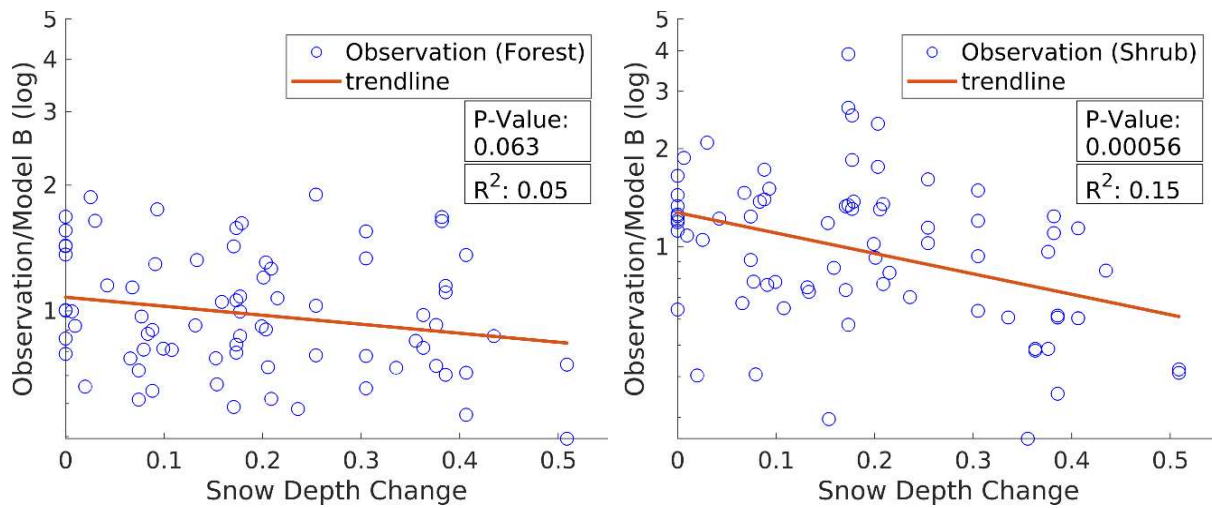 Observation/Model B (log)
5
4
3
2
1
Observation (Forest)
trendline
P-Value:
0.063
R²: 0.05
0 0.1 0.2 0.3 0.4 0.5
Snow Depth Change
Observation/Model B (log)
5
4
3
2
1
Observation (Shrub)
trendline
P-Value:
0.00056
R²: 0.15
0 0.1 0.2 0.3 0.4 0.5
Snow Depth Change